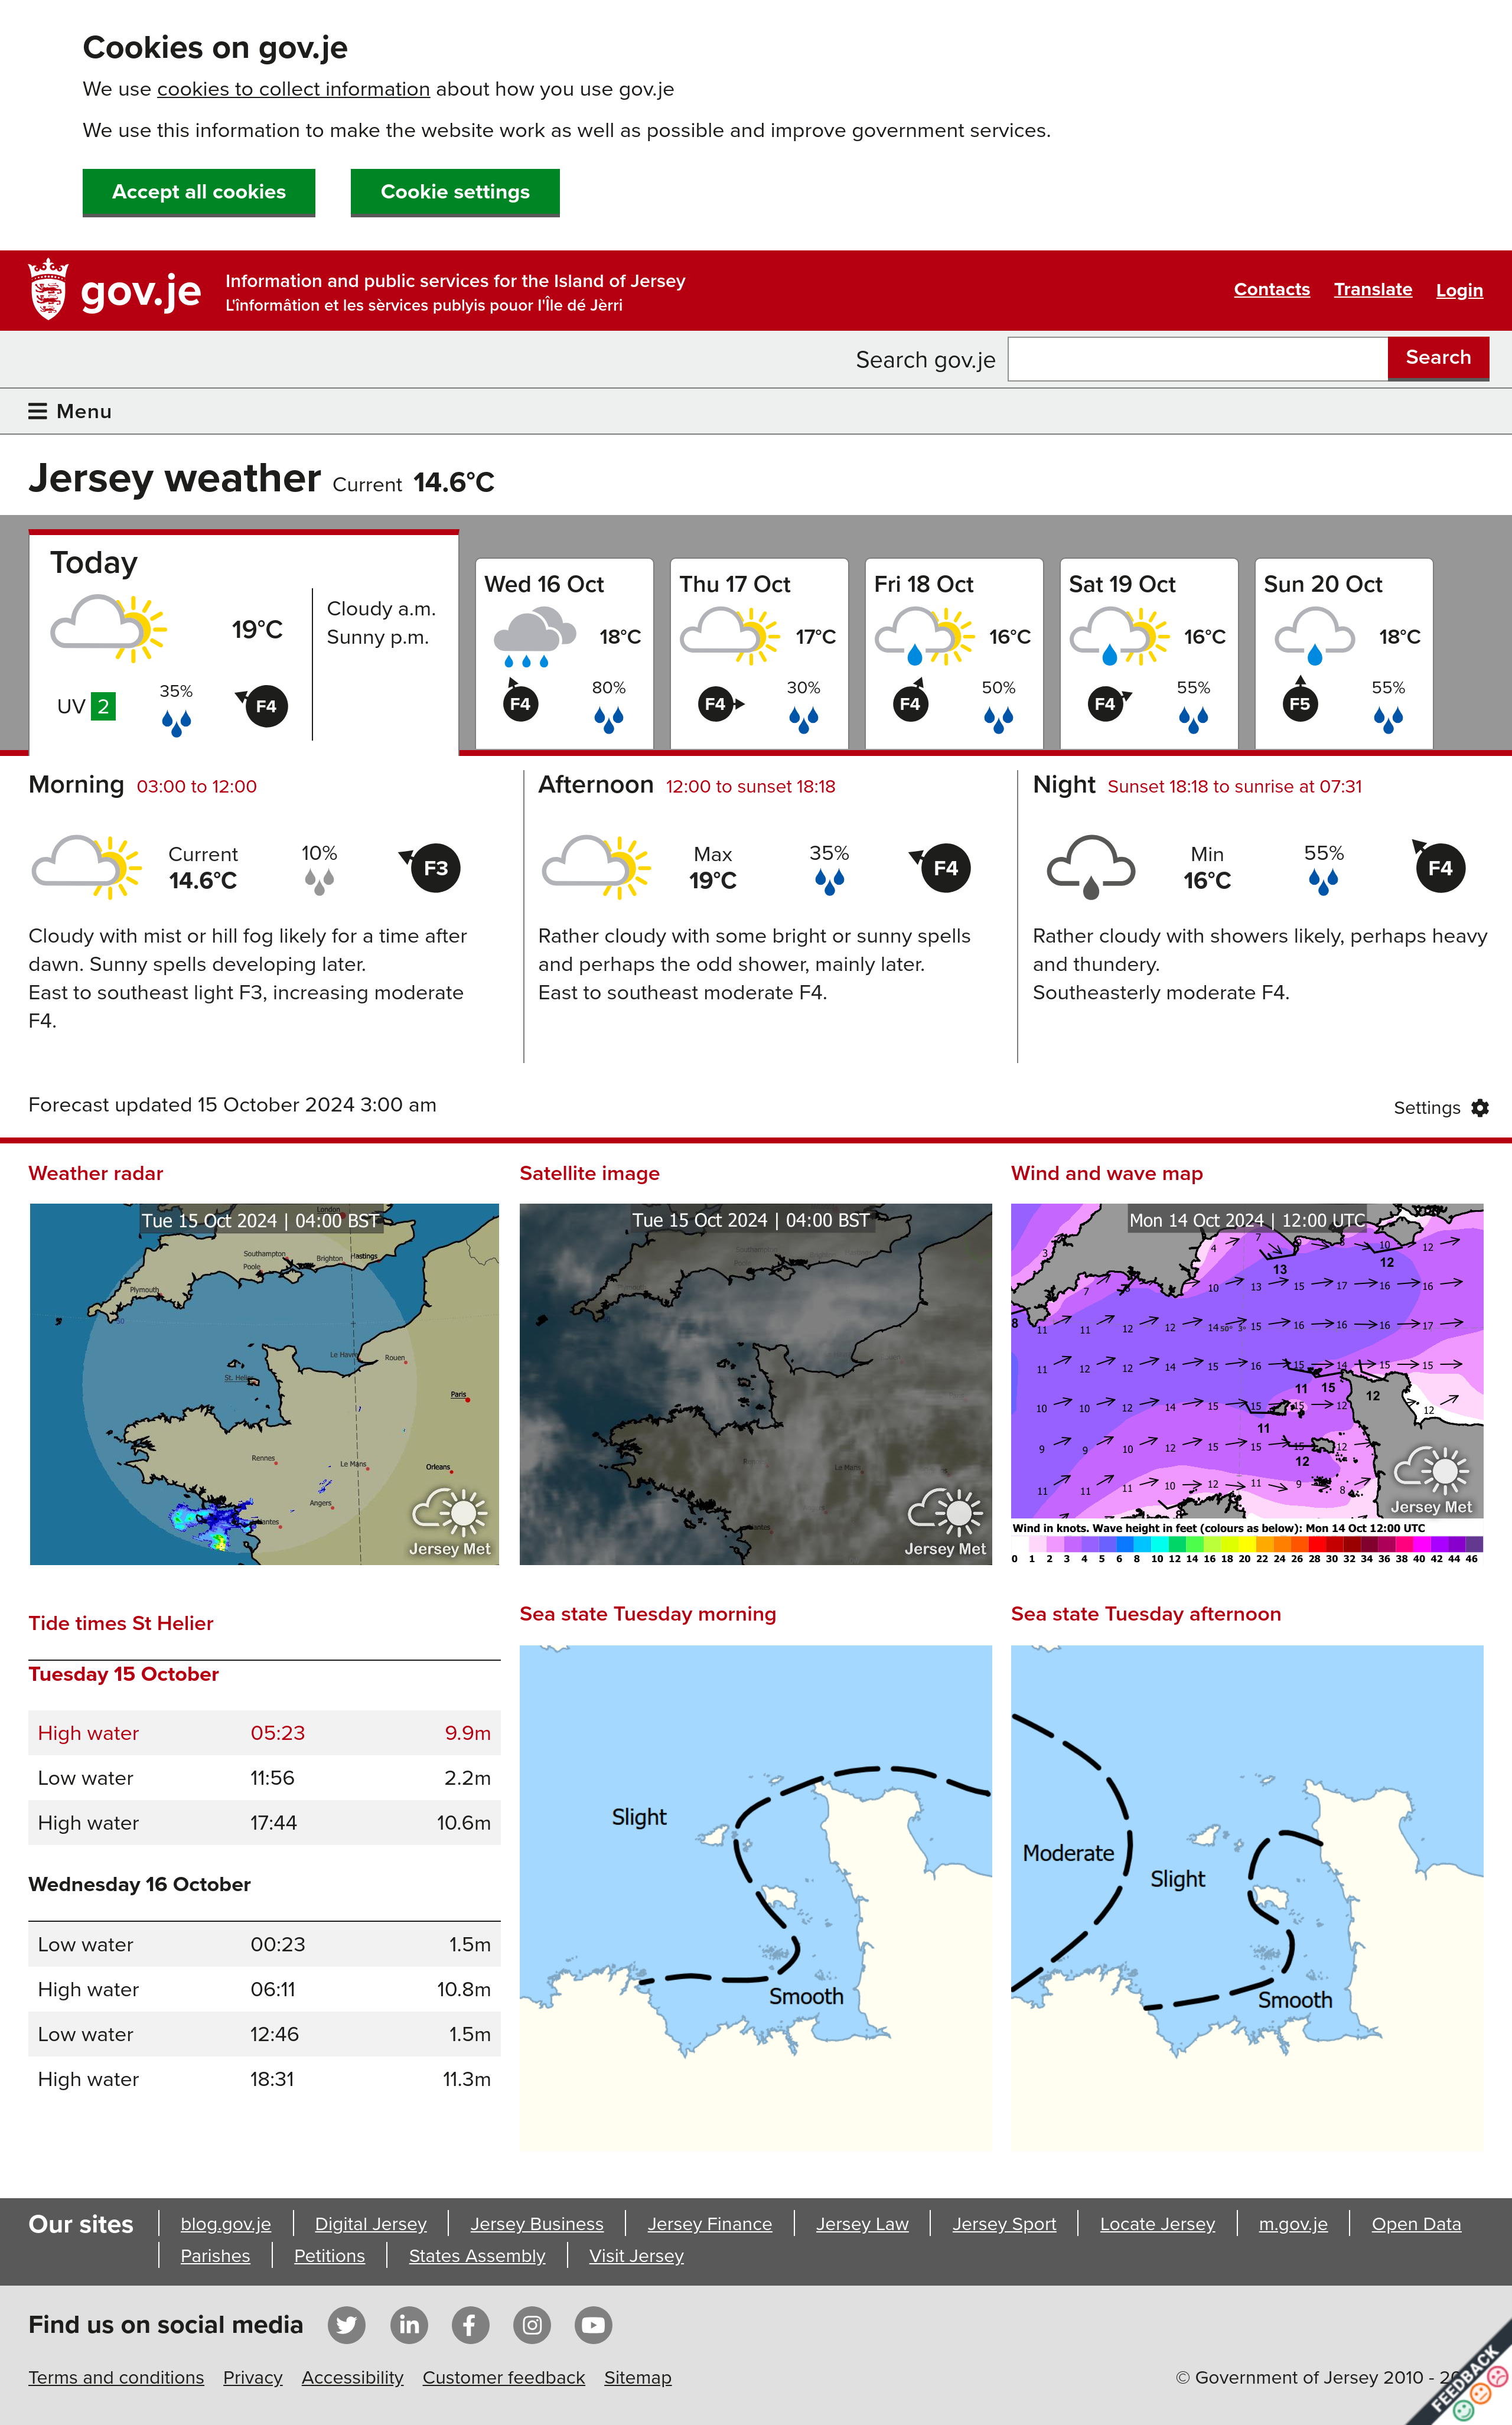 Cookies on gov.je
We use cookies to collect information about how you use gov.je
We use this information to make the website work as well as possible and improve government services.
Accept all cookies
Cookie settings
gov.je
Information and public services for the Island of Jersey
L'înformâtion et les sèrvices publyis pouor l'Île dé Jèrri
Contacts
Translate
Login
Search gov.je
Search
Menu
Jersey weather Current 14.6°C
Today
19°C
Cloudy a.m.
Sunny p.m.
UV 2
35%
F4
Wed 16 Oct
18°C
F4
80%
Thu 17 Oct
17°C
F4
30%
Fri 18 Oct
16°C
F4
50%
Sat 19 Oct
16°C
F4
55%
Sun 20 Oct
18°C
F5
55%
Morning 03:00 to 12:00
Current
14.6°C
10%
F3
Cloudy with mist or hill fog likely for a time after
dawn. Sunny spells developing later.
East to southeast light F3, increasing moderate
F4.
Afternoon 12:00 to sunset 18:18
Max
19°C
35%
F4
Rather cloudy with some bright or sunny spells
and perhaps the odd shower, mainly later.
East to southeast moderate F4.
Night Sunset 18:18 to sunrise at 07:31
Min
16°C
55%
F4
Rather cloudy with showers likely, perhaps heavy
and thundery.
Southeasterly moderate F4.
Forecast updated 15 October 2024 3:00 am
Settings
Weather radar
Tue 15 Oct 2024 | 04:00 BST
London
Southampton
Brighton
Hastings
Poole
Plymouth
Le Havre
Rouen
St. Helier
Paris
Rennes
Le Mans
Orleans
Angers
Jersey Met
Satellite image
Tue 15 Oct 2024 | 04:00 BST
Jersey Met
Wind and wave map
Mon 14 Oct 2024 | 12:00 UTC
Jersey Met
Wind in knots. Wave height in feet (colours as below): Mon 14 Oct 12:00 UTC
0 1 2 3 4 5 6 8 10 12 14 16 18 20 22 24 26 28 30 32 34 36 38 40 42 44 46
Tide times St Helier
Tuesday 15 October
High water 05:23 9.9m
Low water 11:56 2.2m
High water 17:44 10.6m
Wednesday 16 October
Low water 00:23 1.5m
High water 06:11 10.8m
Low water 12:46 1.5m
High water 18:31 11.3m
Sea state Tuesday morning
Slight
Smooth
Sea state Tuesday afternoon
Moderate
Slight
Smooth
Our sites
blog.gov.je
Digital Jersey
Jersey Business
Jersey Finance
Jersey Law
Jersey Sport
Locate Jersey
m.gov.je
Open Data
Parishes
Petitions
States Assembly
Visit Jersey
Find us on social media
Terms and conditions
Privacy
Accessibility
Customer feedback
Sitemap
© Government of Jersey 2010 -
FEEDBACK